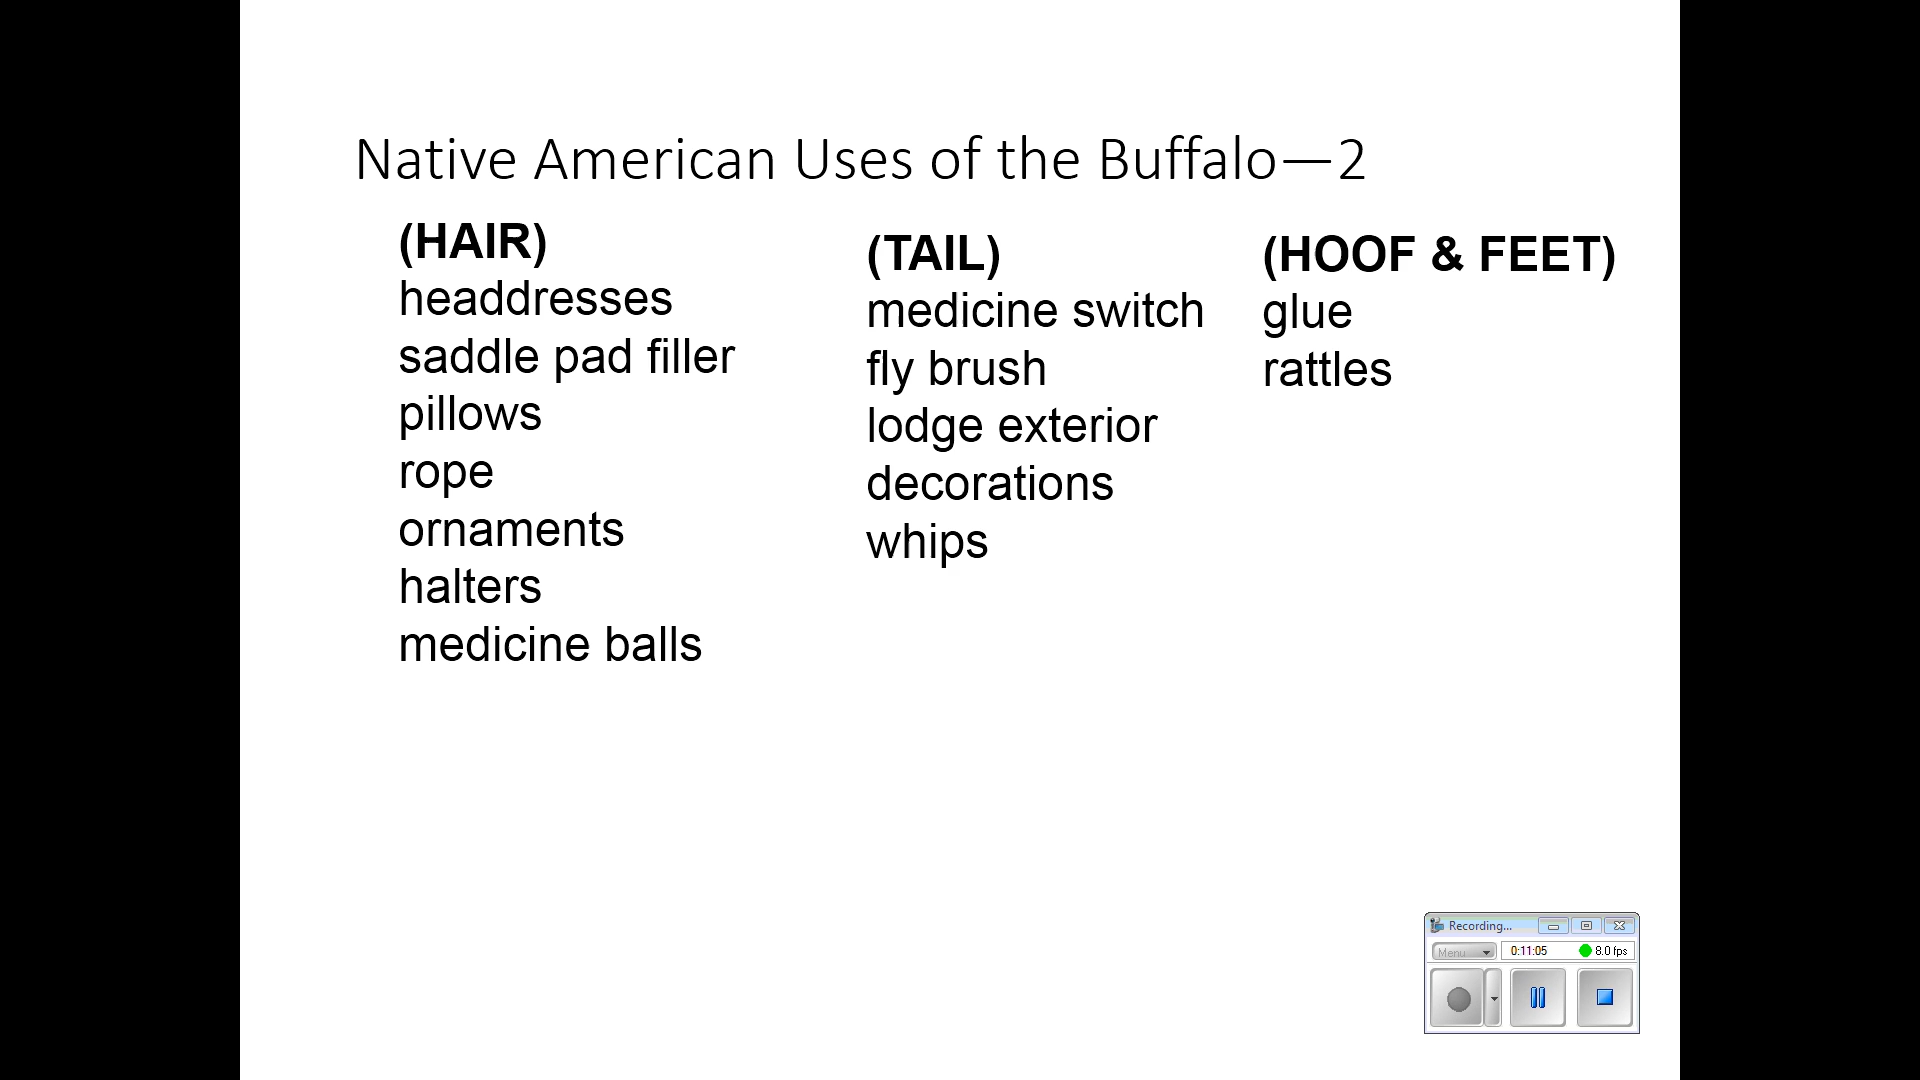 Native American Uses of the Buffalo—2
(HAIR)
headdresses
saddle pad filler
pillows
rope
ornaments
halters
medicine balls
(TAIL)
medicine switch
fly brush
lodge exterior
decorations
whips
(HOOF & FEET)
glue
rattles
Recording...
Menu
0:11:05
8.0 fps